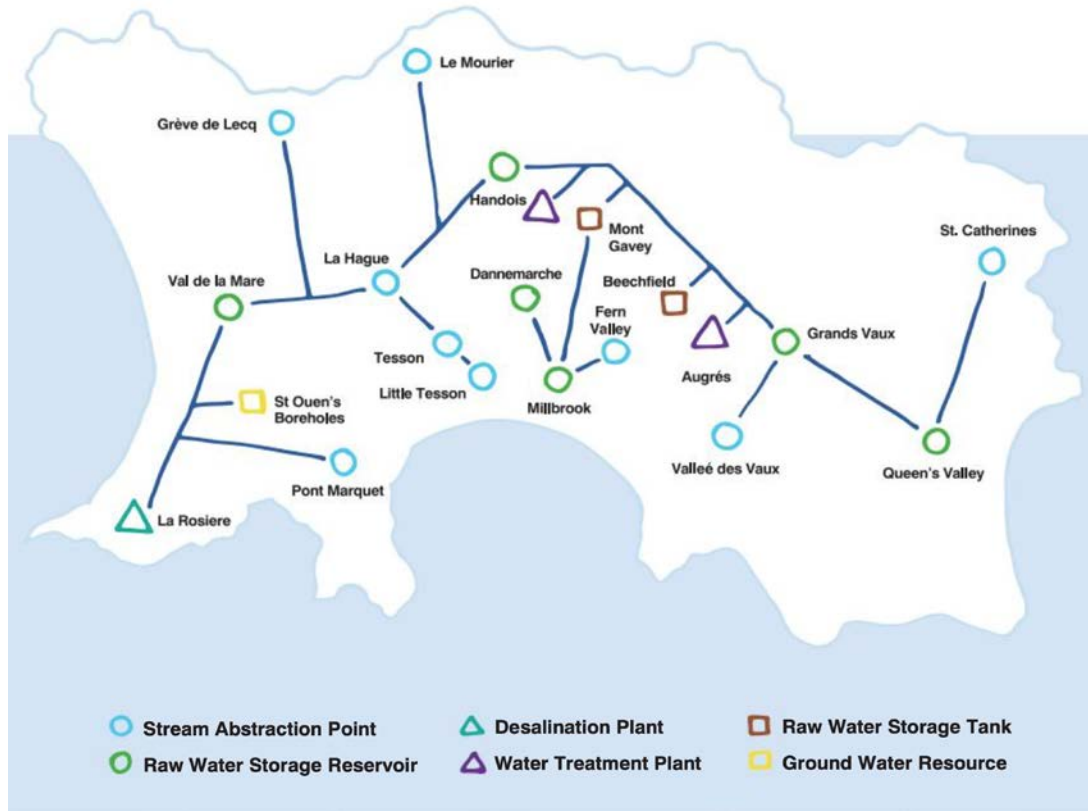 Le Mourier
Grève de Lecq
Handois
Mont
Gavey
St. Catherines
La Hague
Val de la Mare
Dannemarche
Beechfield
Fern
Valley
Grands Vaux
Tesson
Little Tesson
Augrés
St Ouen's
Boreholes
Millbrook
Valleé des Vaux
Queen's Valley
Pont Marquet
La Rosiere
Stream Abstraction Point
Desalination Plant
Raw Water Storage Tank
Raw Water Storage Reservoir
Water Treatment Plant
Ground Water Resource